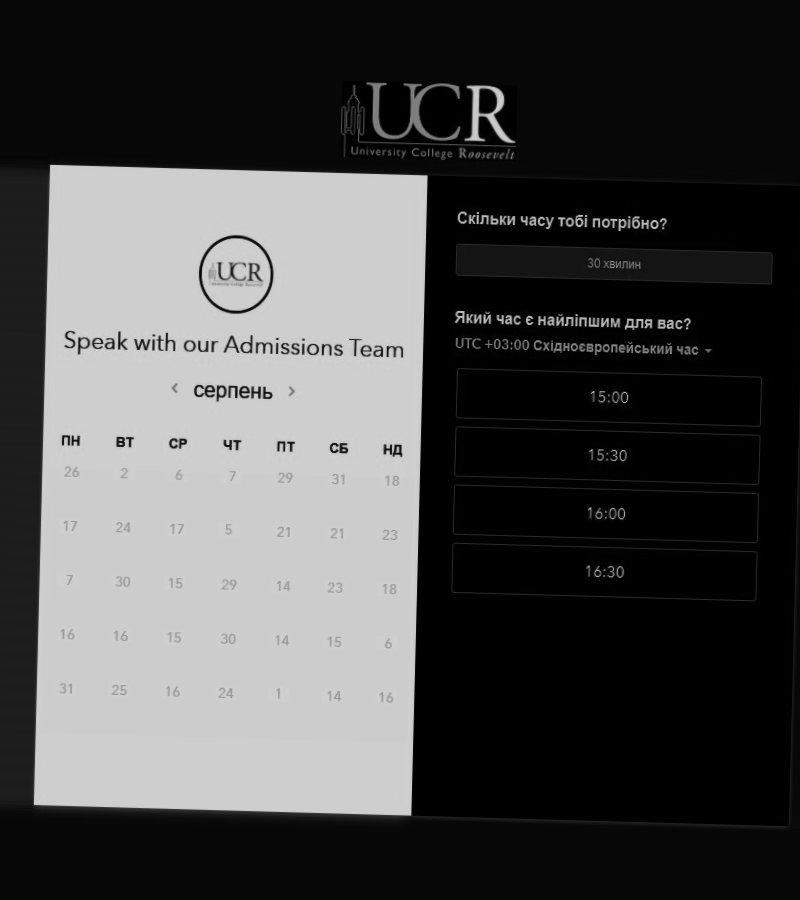 UCR
University College Roosevelt
UCR
University College Roosevelt
Speak with our Admissions Team
серпень
ПН ВТ СР ЧТ ПТ СБ НД
26 2 6 7 29 31 18
17 24 17 5 21 21 23
7 30 15 29 14 23 18
16 16 15 30 14 15 6
31 25 16 24 1 14 16
Скільки часу тобі потрібно?
30 хвилин
Який час є найліпшим для вас?
UTC +03:00 Східноєвропейський час
15:00
15:30
16:00
16:30